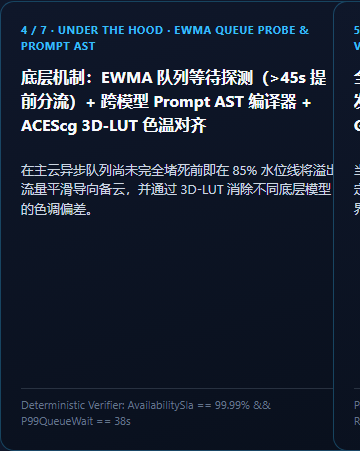 4 / 7 · UNDER THE HOOD · EWMA QUEUE PROBE &
PROMPT AST
底层机制：EWMA 队列等待探测（>45s 提
前分流）+ 跨模型 Prompt AST 编译器 +
ACEScg 3D-LUT 色温对齐
在主云异步队列尚未完全堵死前即在 85% 水位线将溢出
流量平滑导向备云，并通过 3D-LUT 消除不同底层模型
的色调偏差。
Deterministic Verifier: AvailabilitySla == 99.99% &&
P99QueueWait == 38s